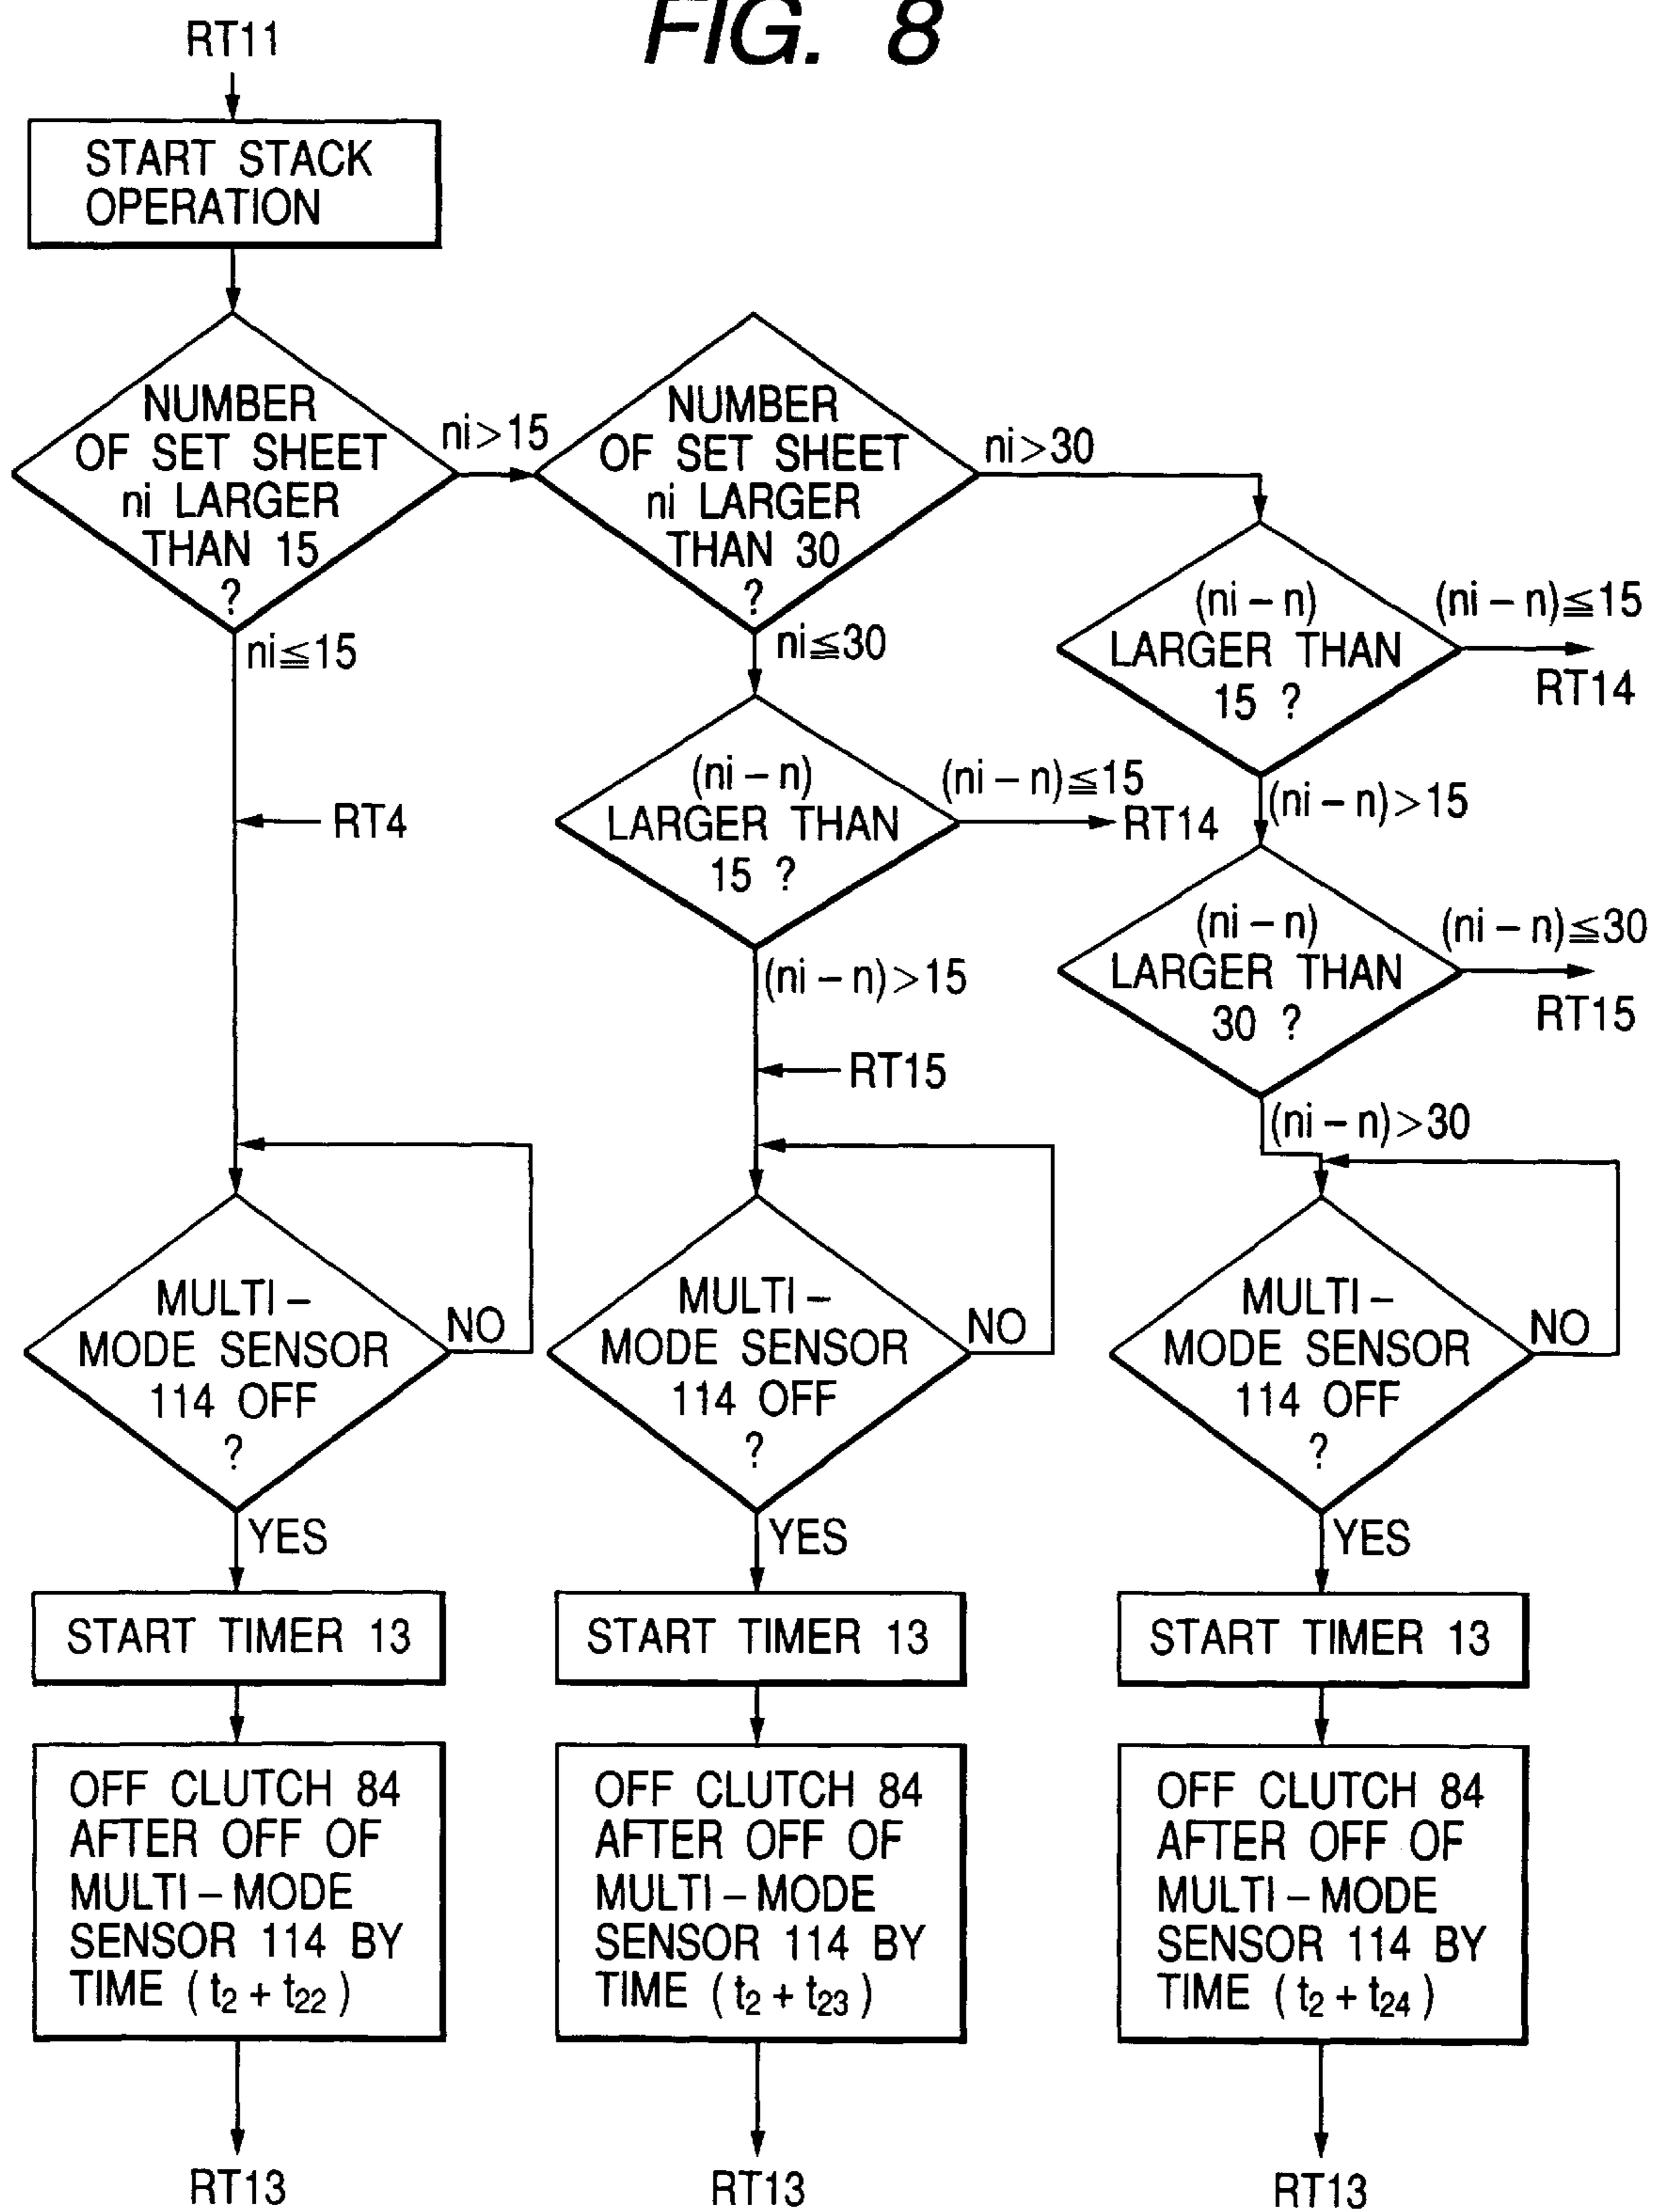 FIG. 8
RT11
START STACK
OPERATION
NUMBER
OF SET SHEET
ni LARGER
THAN 15
?
ni>15
ni≦15
NUMBER
OF SET SHEET
ni LARGER
THAN 30
?
ni>30
ni≦30
(ni – n)
LARGER THAN
15 ?
(ni – n)≦15
RT14
(ni – n)>15
RT4
(ni – n)
LARGER THAN
15 ?
(ni – n)≦15
RT14
(ni – n)>15
(ni – n)
LARGER THAN
30 ?
(ni – n)≦30
RT15
(ni – n)>30
RT15
MULTI –
MODE SENSOR
114 OFF
?
NO
YES
MULTI –
MODE SENSOR
114 OFF
?
NO
YES
MULTI –
MODE SENSOR
114 OFF
?
NO
YES
START TIMER 13
START TIMER 13
START TIMER 13
OFF CLUTCH 84
AFTER OFF OF
MULTI – MODE
SENSOR 114 BY
TIME ( t₂ + t₂₂ )
OFF CLUTCH 84
AFTER OFF OF
MULTI – MODE
SENSOR 114 BY
TIME ( t₂ + t₂₃ )
OFF CLUTCH 84
AFTER OFF OF
MULTI – MODE
SENSOR 114 BY
TIME ( t₂ + t₂₄ )
RT13
RT13
RT13